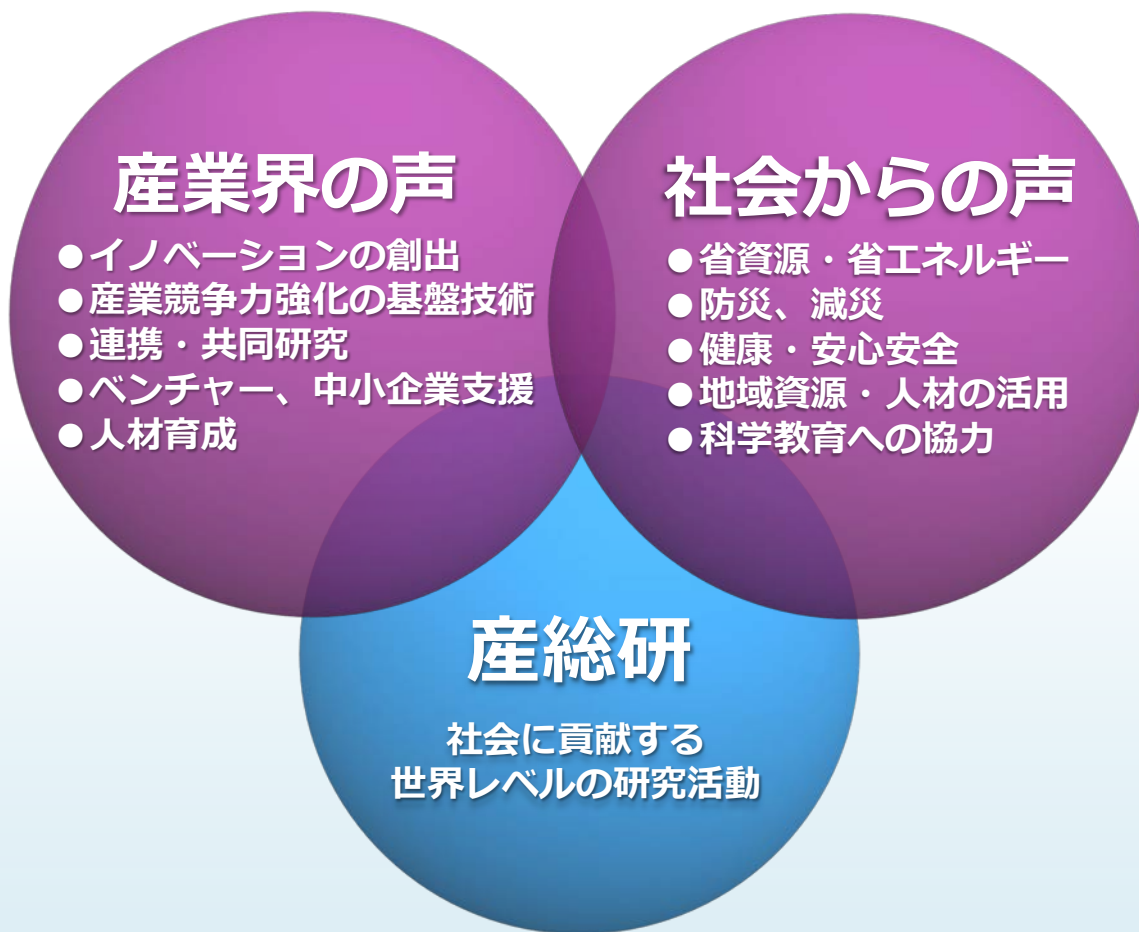 産業界の声
●イノベーションの創出
●産業競争力強化の基盤技術
●連携・共同研究
●ベンチャー、中小企業支援
●人材育成
社会からの声
●省資源・省エネルギー
●防災、減災
●健康・安心安全
●地域資源・人材の活用
●科学教育への協力
産総研
社会に貢献する
世界レベルの研究活動